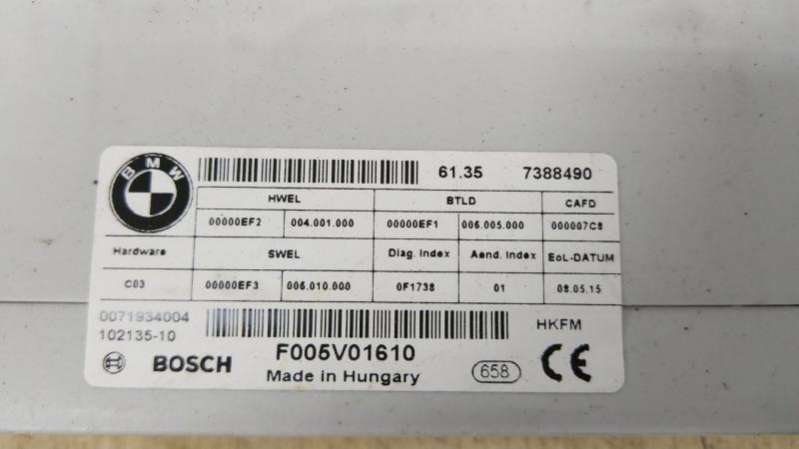 BMW 61.35 7388490
HWEL BTLD CAFD
00000EF2 004.001.000 00000EF1 006.005.000 000007C8
Hardware SWEL Diag. Index Aend. Index EoL-DATUM
C03 00000EF3 006.010.000 0F1738 01 08.05.15
0071934004
102135-10 HKFM
BOSCH F005V01610
Made in Hungary 658 CE